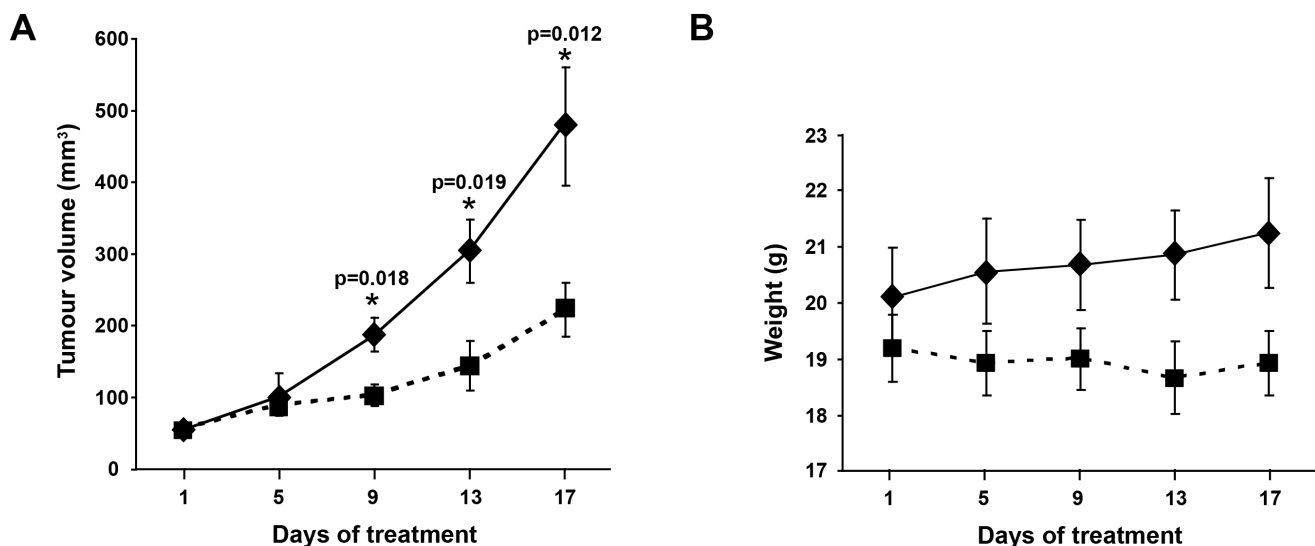 A
Tumour volume (mm³)
600
500
400
300
200
100
0
p=0.018
*
p=0.019
*
p=0.012
*
1 5 9 13 17
Days of treatment
B
Weight (g)
23
22
21
20
19
18
17
1 5 9 13 17
Days of treatment